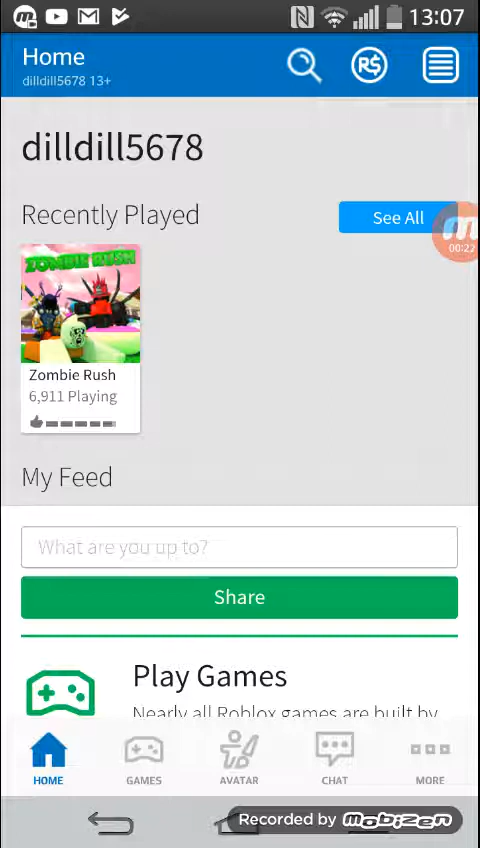 13:07
Home
dilldill5678 13+
R$
dilldill5678
Recently Played
See All
00:22
ZOMBIE RUSH
Zombie Rush
6,911 Playing
My Feed
What are you up to?
Share
Play Games
Nearly all Roblox games are built by
HOME
GAMES
AVATAR
CHAT
MORE
Recorded by mobizen